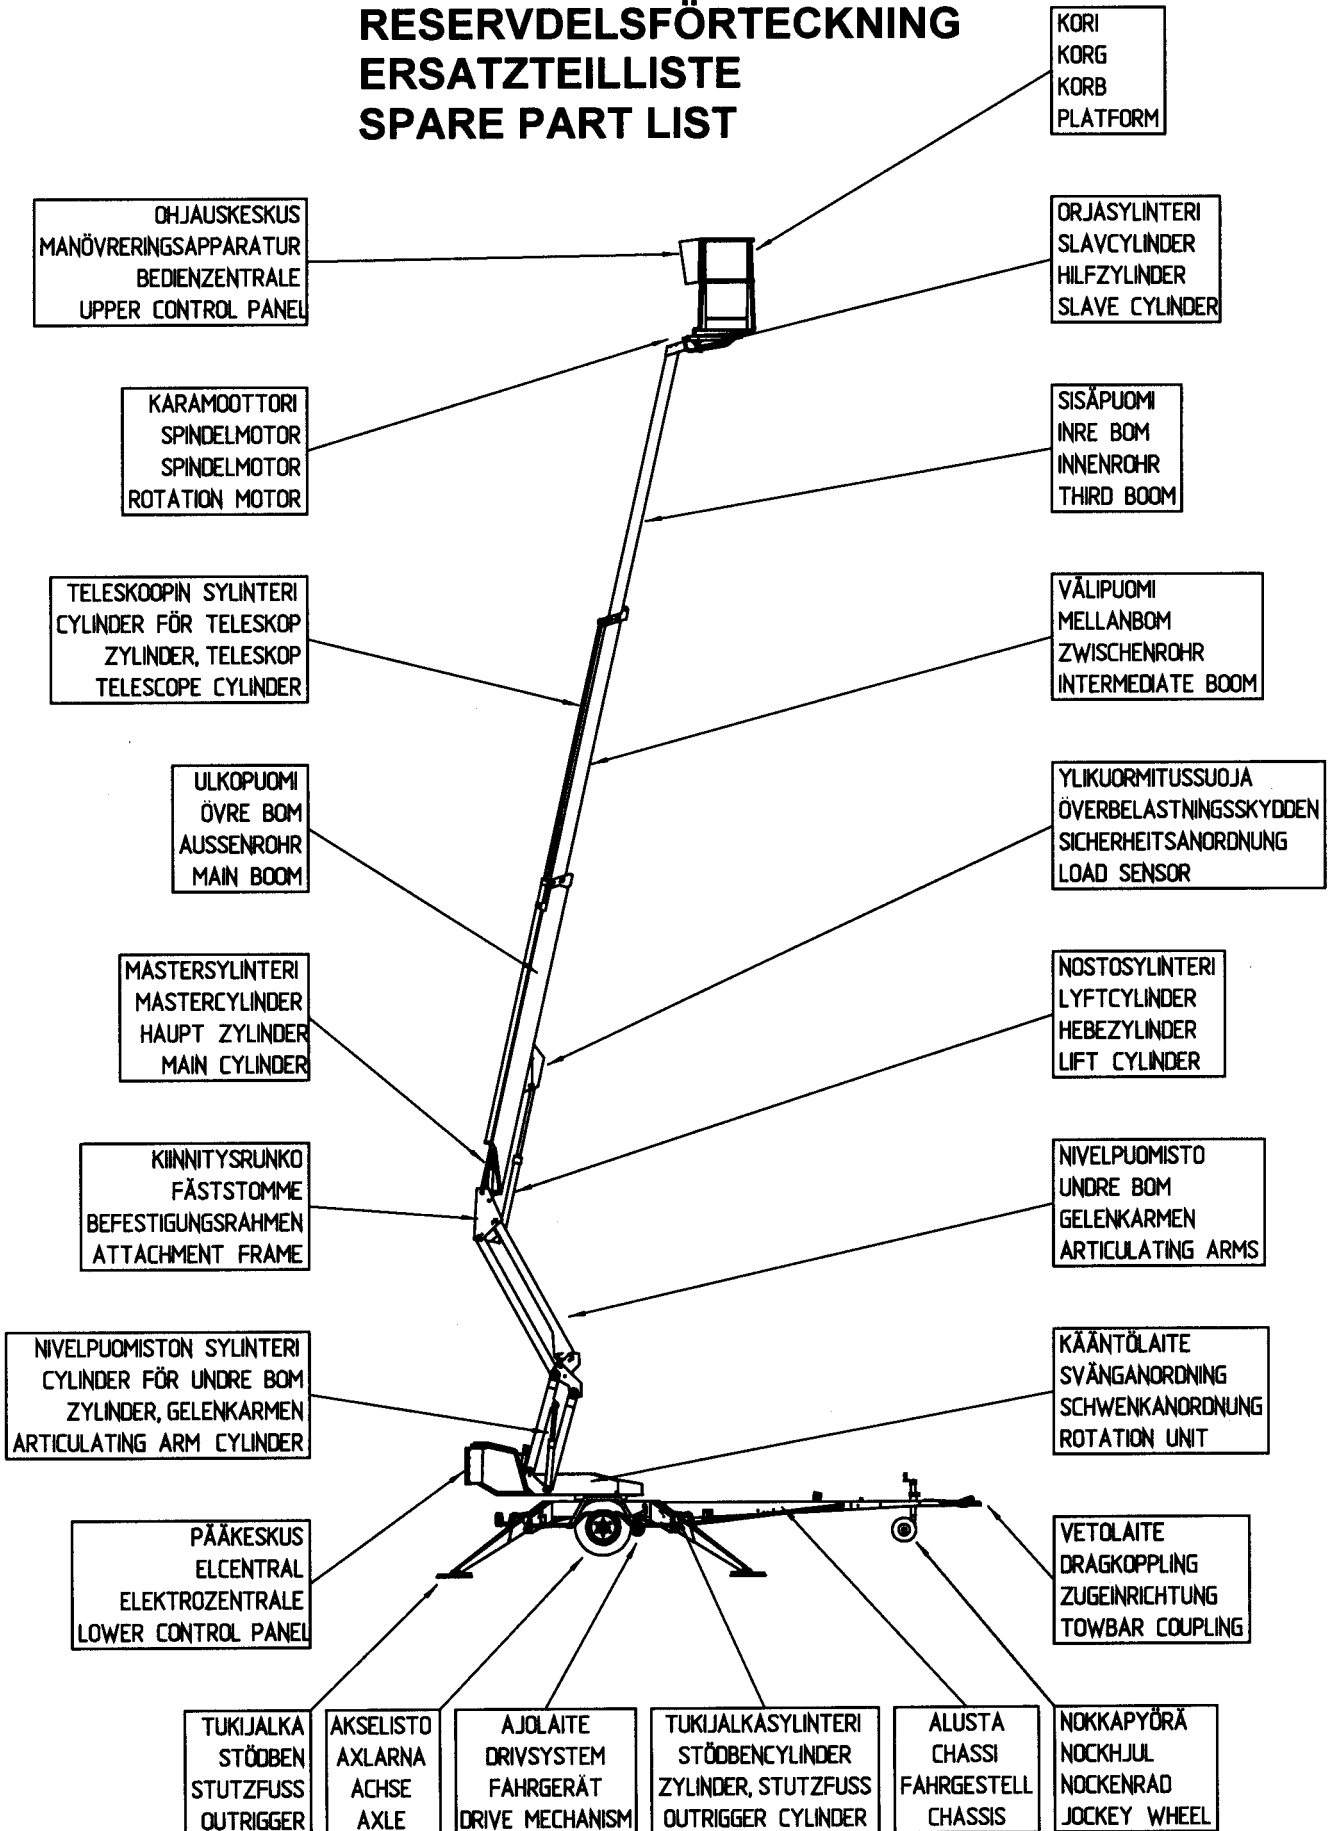 RESERVDELSFÖRTECKNING
ERSATZTEILLISTE
SPARE PART LIST
KORI
KORG
KORB
PLATFORM
OHJAUSKESKUS
MANÖVRERINGSAPPARATUR
BEDIENZENTRALE
UPPER CONTROL PANEL
ORJASYLINTERI
SLAVCYLINDER
HILFZYLINDER
SLAVE CYLINDER
KARAMOOTTORI
SPINDELMOTOR
SPINDELMOTOR
ROTATION MOTOR
SISÄPUOMI
INRE BOM
INNENROHR
THIRD BOOM
TELESKOOPIN SYLINTERI
CYLINDER FÖR TELESKOP
ZYLINDER, TELESKOP
TELESCOPE CYLINDER
VÄLIPUOMI
MELLANBOM
ZWISCHENROHR
INTERMEDIATE BOOM
ULKOPUOMI
ÖVRE BOM
AUSSENROHR
MAIN BOOM
YLIKUORMITUSSUOJA
ÖVERBELASTNINGSSKYDDEN
SICHERHEITSANORDNUNG
LOAD SENSOR
MASTERSYLINTERI
MASTERCYLINDER
HAUPT ZYLINDER
MAIN CYLINDER
NOSTOSYLINTERI
LYFTCYLINDER
HEBEZYLINDER
LIFT CYLINDER
KIINNITYSRUNKO
FÄSTSTOMME
BEFESTIGUNGSRAHMEN
ATTACHMENT FRAME
NIVELPUOMISTO
UNDRE BOM
GELENKARMEN
ARTICULATING ARMS
NIVELPUOMISTON SYLINTERI
CYLINDER FÖR UNDRE BOM
ZYLINDER, GELENKARMEN
ARTICULATING ARM CYLINDER
KÄÄNTÖLAITE
SVÄNGANORDNING
SCHWENKANORDNUNG
ROTATION UNIT
PÄÄKESKUS
ELCENTRAL
ELEKTROZENTRALE
LOWER CONTROL PANEL
VETOLAITE
DRAGKOPPLING
ZUGEINRICHTUNG
TOWBAR COUPLING
TUKIJALKA
STÖDBEN
STUTZFUSS
OUTRIGGER
AKSELISTO
AXLARNA
ACHSE
AXLE
AJOLAITE
DRIVSYSTEM
FAHRGERÄT
DRIVE MECHANISM
TUKIJALKASYLINTERI
STÖDBENCYLINDER
ZYLINDER, STUTZFUSS
OUTRIGGER CYLINDER
ALUSTA
CHASSI
FAHRGESTELL
CHASSIS
NOKKAPYÖRÄ
NOCKHJUL
NOCKENRAD
JOCKEY WHEEL